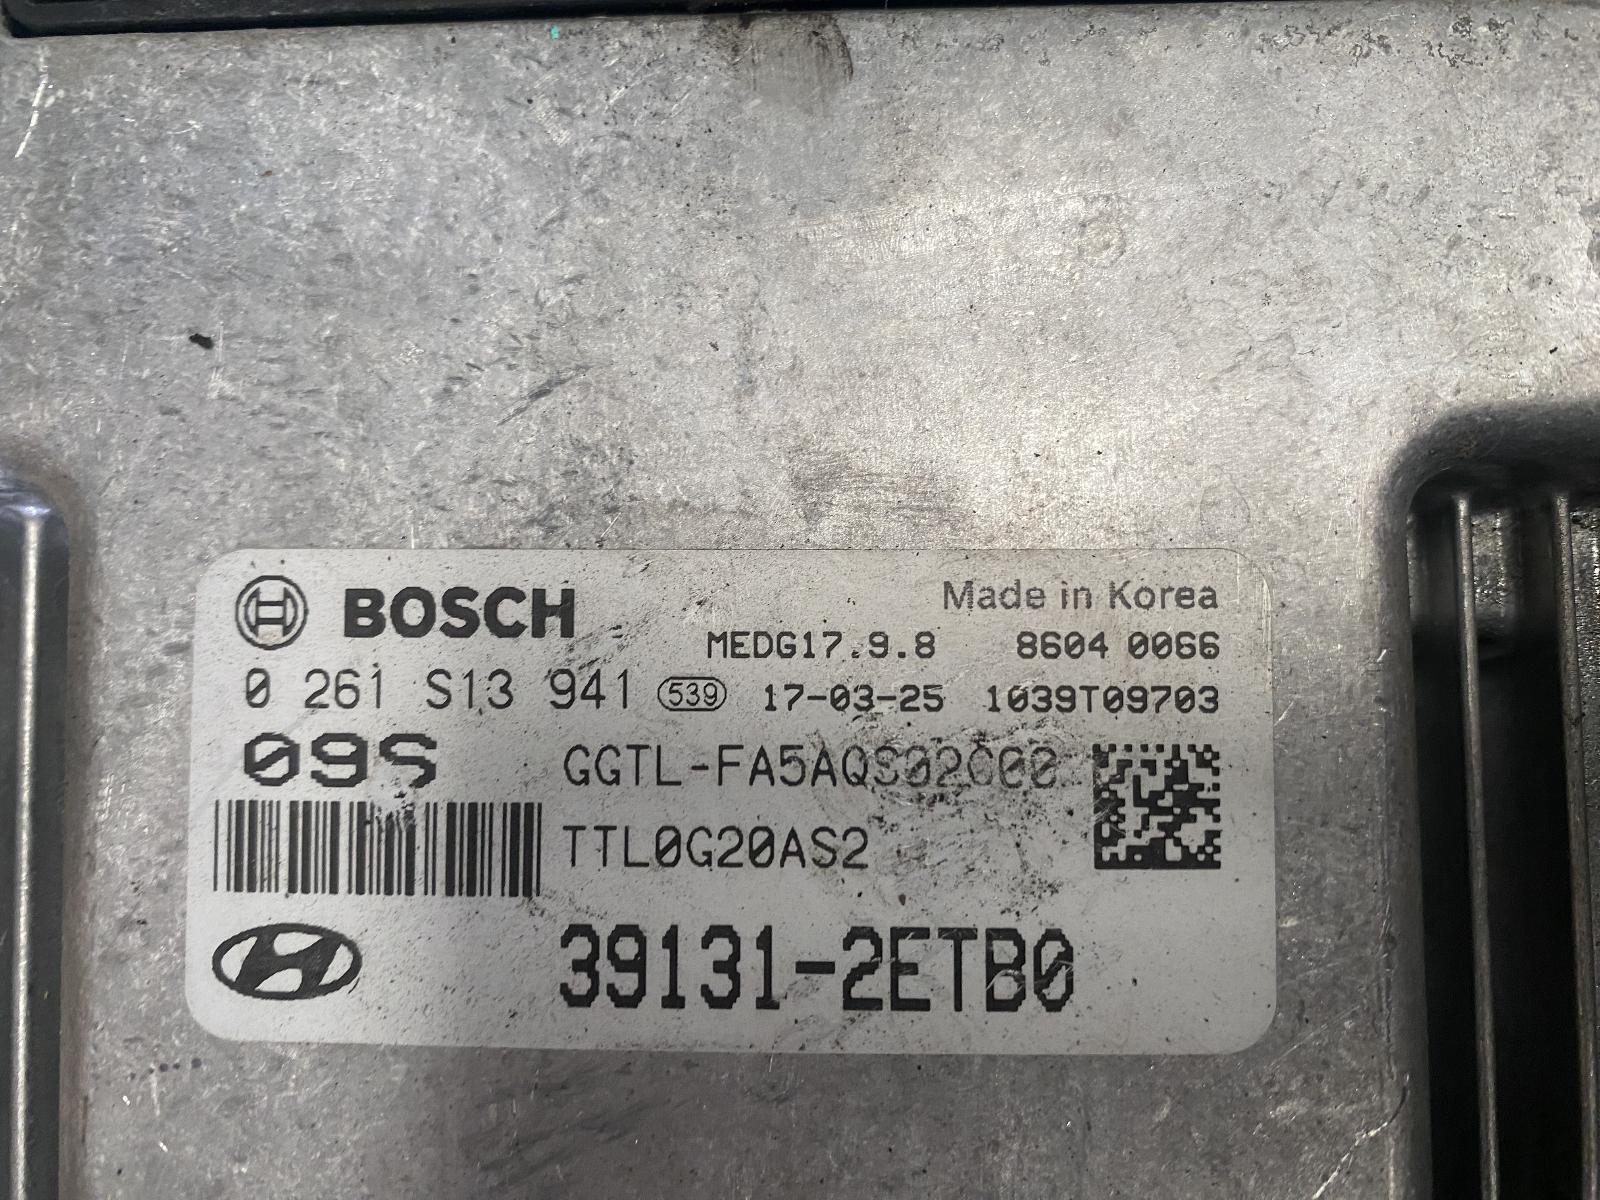 BOSCH
Made in Korea
MEDG17.9.8 8604 0066
0 261 S13 941 539 17-03-25 1039T09703
09S GGTL-FA5AQS02C00
TTL0G20AS2
39131-2ETB0